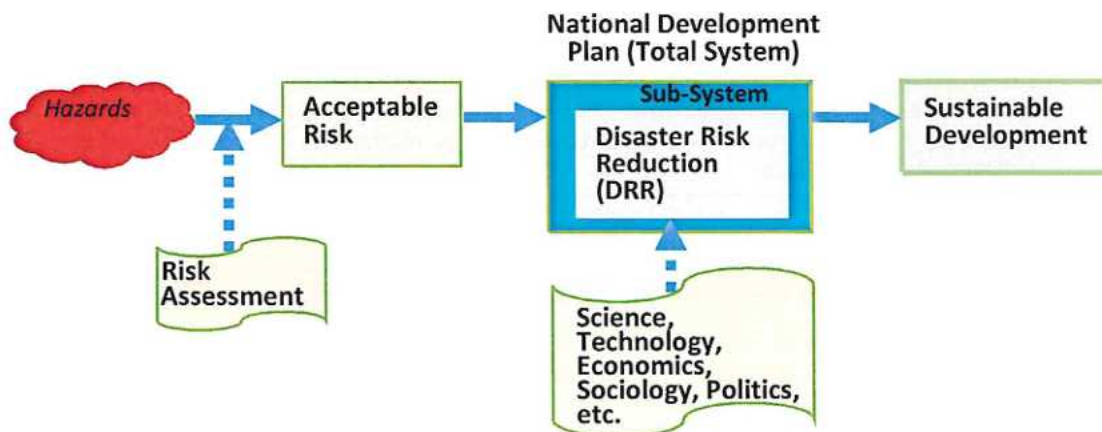 National Development
Plan (Total System)
Hazards
Acceptable
Risk
Sub-System
Disaster Risk
Reduction
(DRR)
Sustainable
Development
Risk
Assessment
Science,
Technology,
Economics,
Sociology, Politics,
etc.